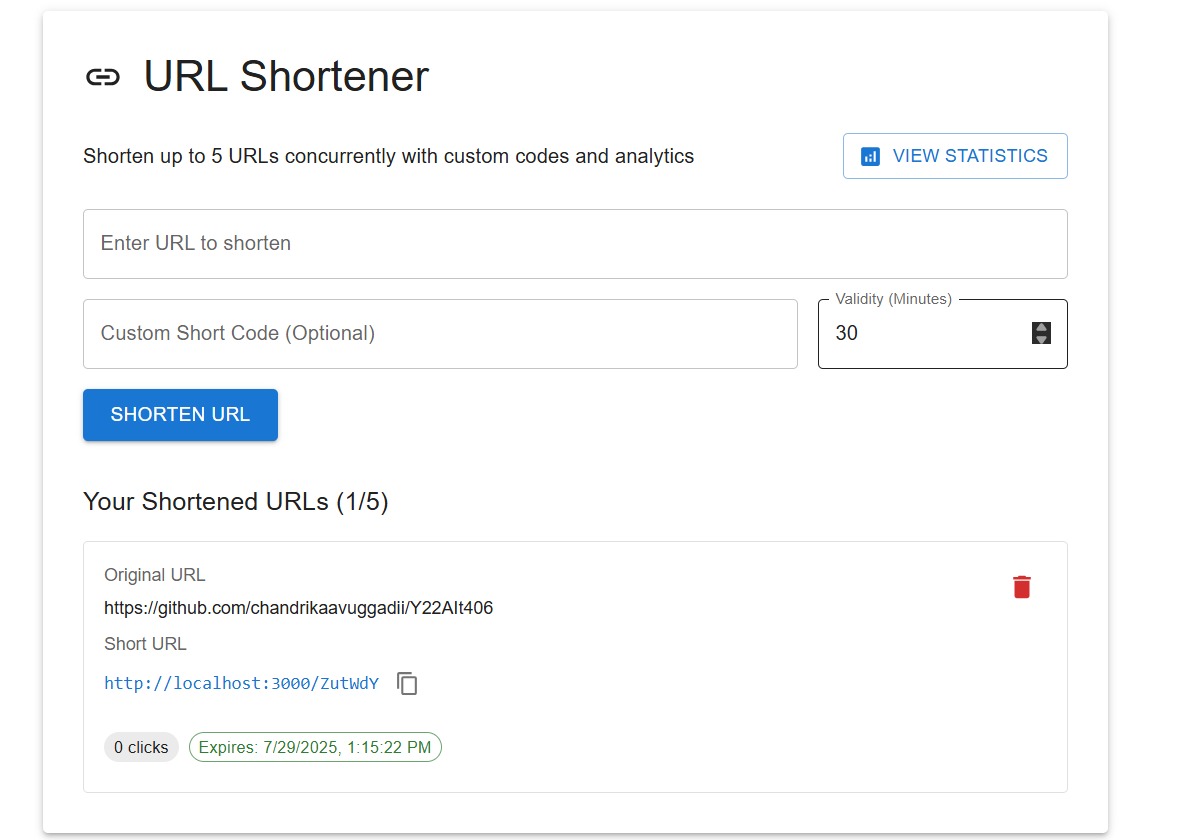 URL Shortener
Shorten up to 5 URLs concurrently with custom codes and analytics
VIEW STATISTICS
Enter URL to shorten
Custom Short Code (Optional)
Validity (Minutes)
30
SHORTEN URL
Your Shortened URLs (1/5)
Original URL
https://github.com/chandrikaavuggadii/Y22AIt406
Short URL
http://localhost:3000/ZutWdY
0 clicks
Expires: 7/29/2025, 1:15:22 PM